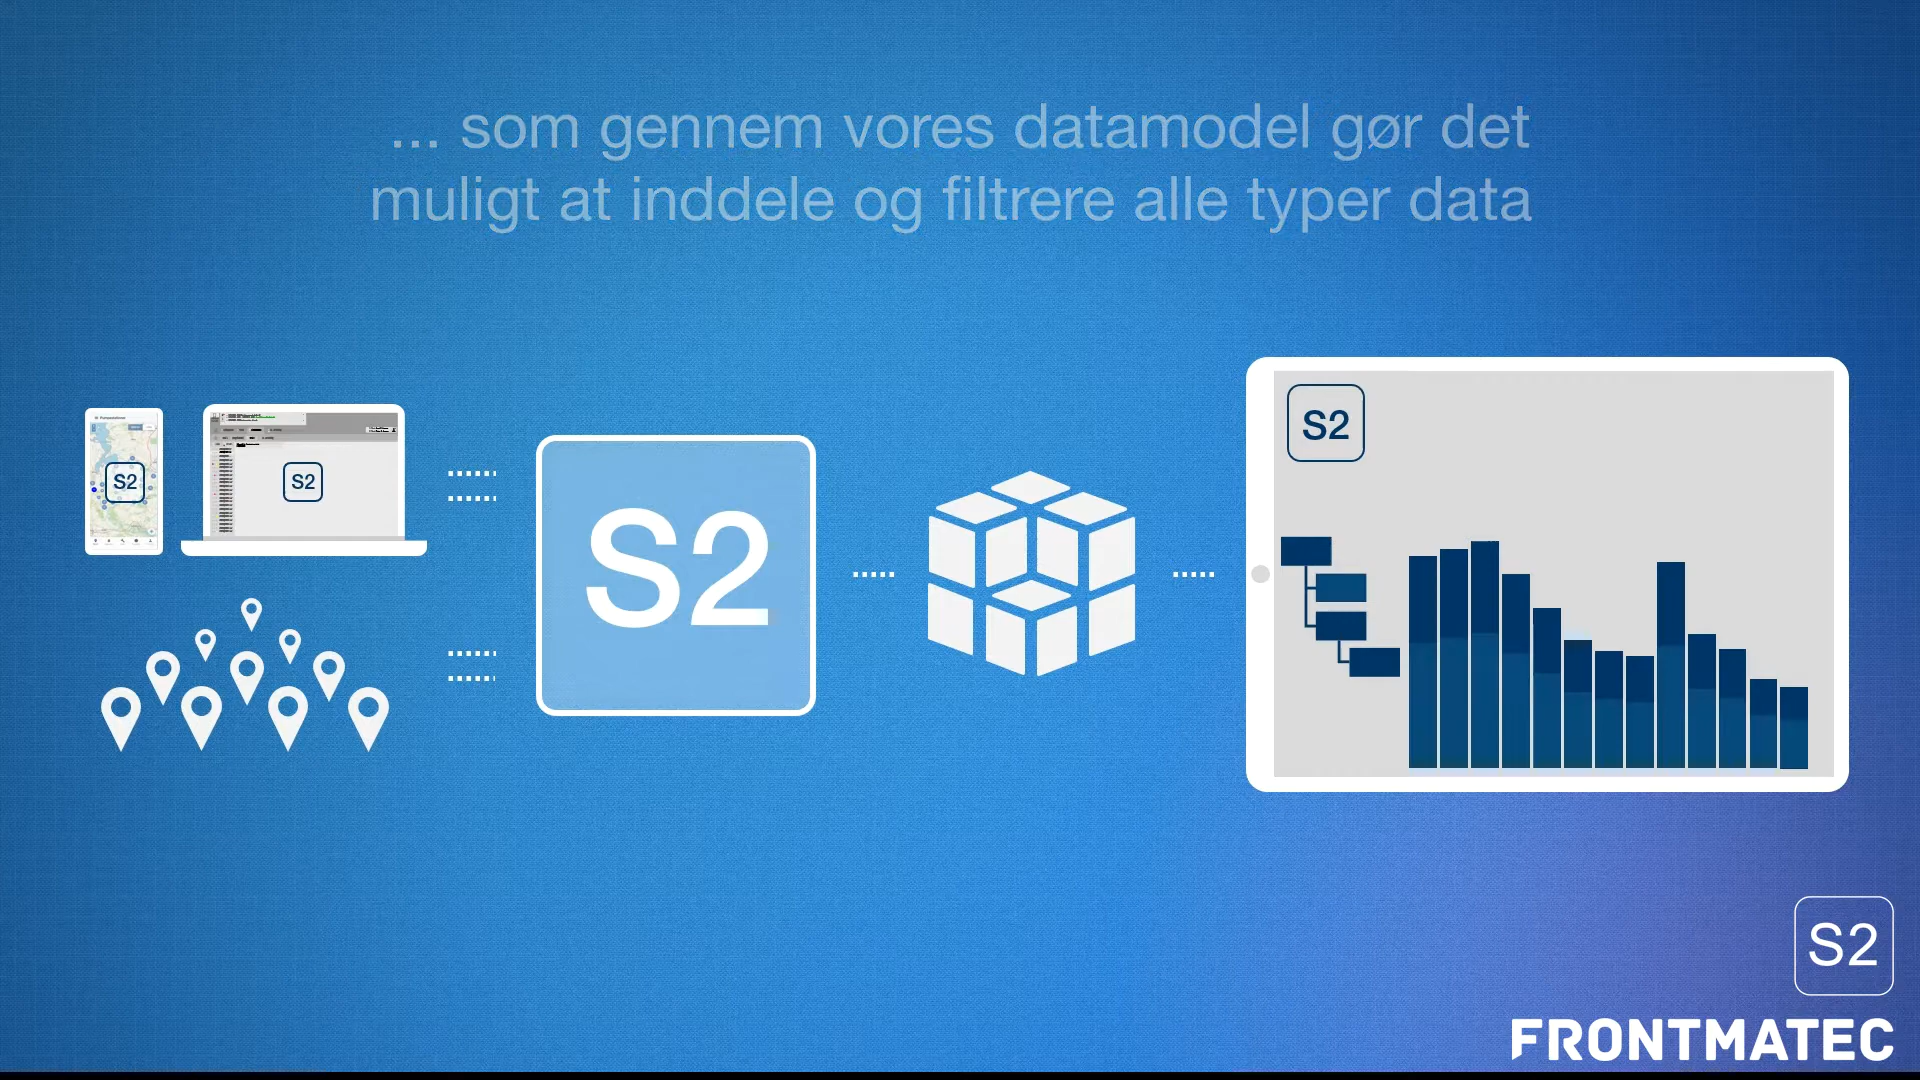 ... som gennem vores datamodel gør det
muligt at inddele og filtrere alle typer data
S2
S2
S2
S2
S2
FRONTMATEC